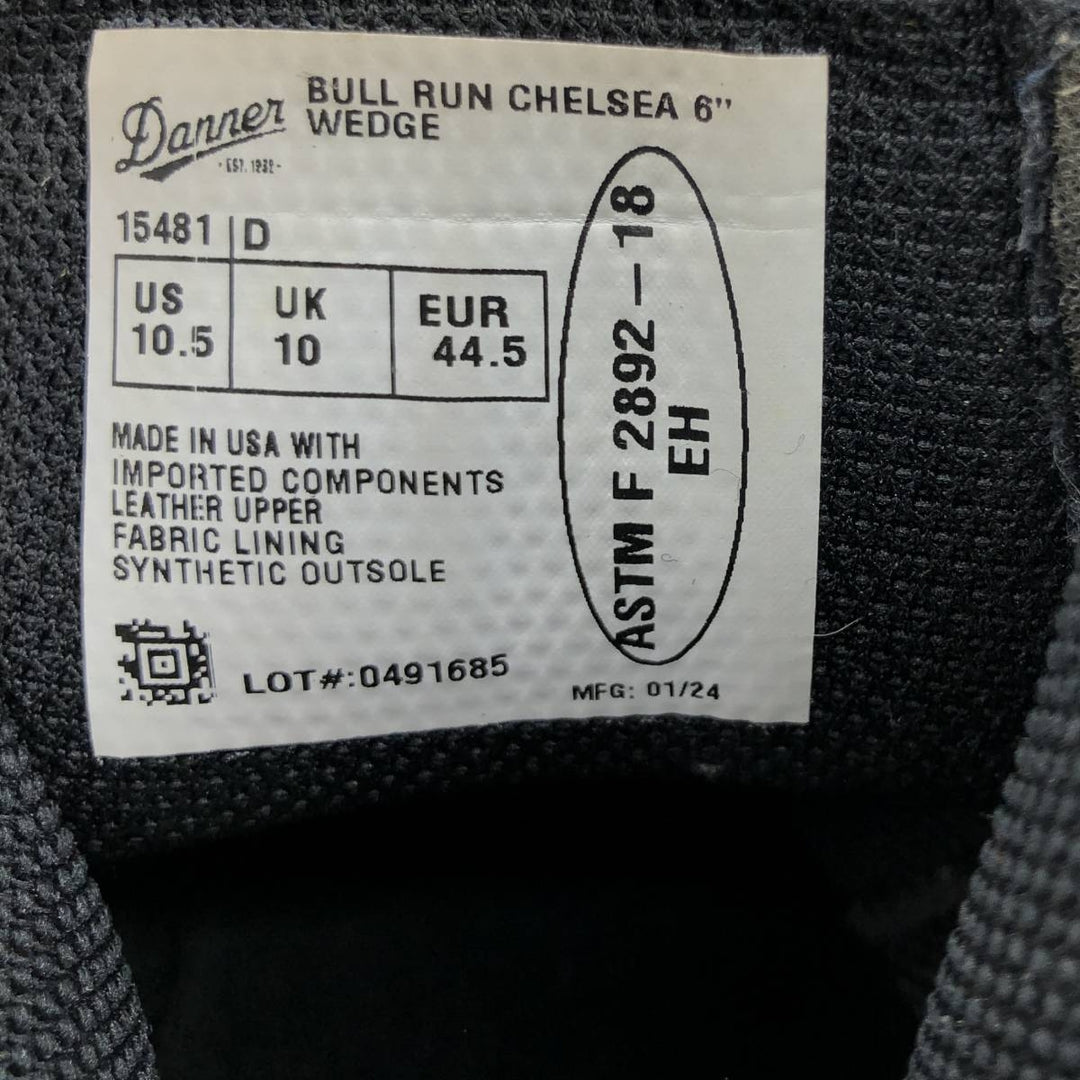 Danner
- EST. 1932 -
BULL RUN CHELSEA 6"
WEDGE
15481 D
US UK EUR
10.5 10 44.5
MADE IN USA WITH
IMPORTED COMPONENTS
LEATHER UPPER
FABRIC LINING
SYNTHETIC OUTSOLE
LOT#:0491685
MFG: 01/24
ASTM F 2892-18
EH